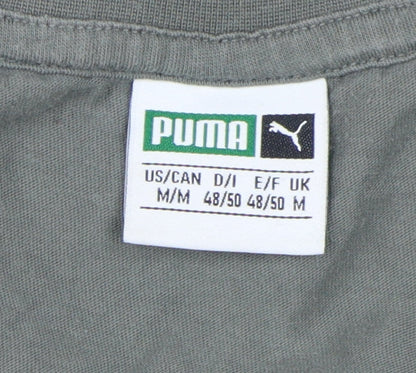 PUMA
US/CAN D/I E/F UK
M/M 48/50 48/50 M